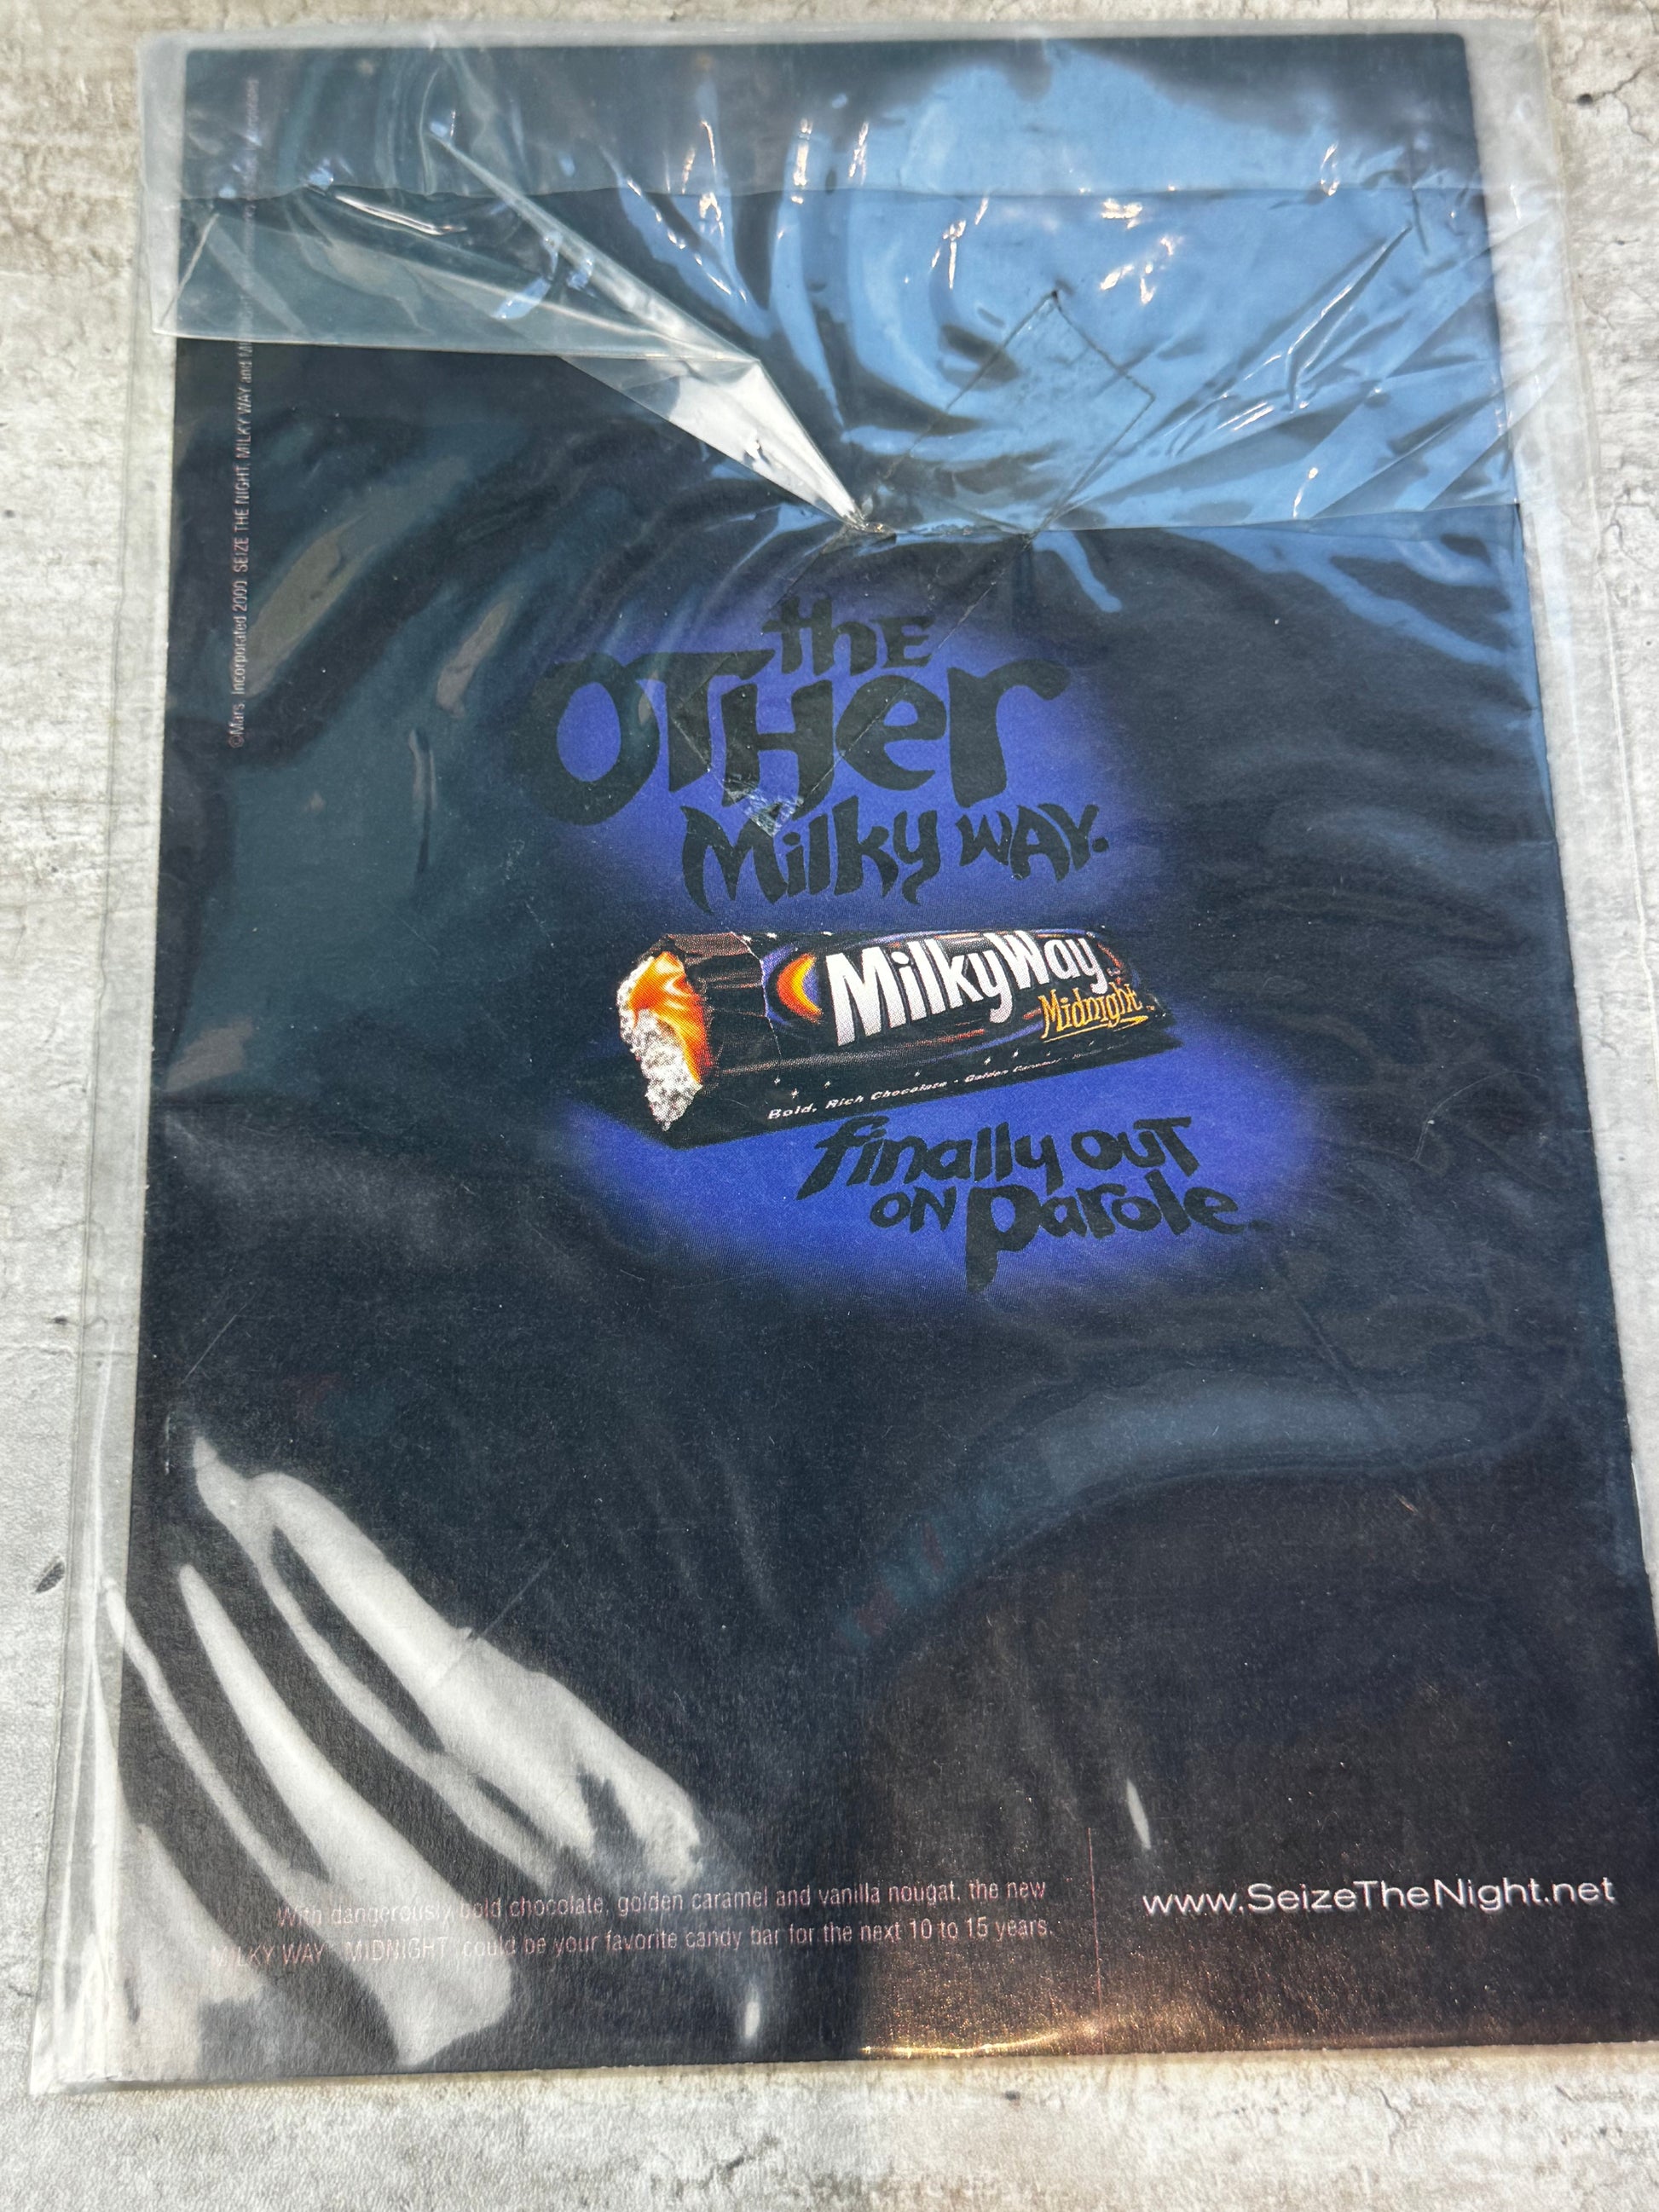 ©Mars, Incorporated 2000 SEIZE THE NIGHT, MILKY WAY and
the
OTHer
Milky WAY.
MilkyWay
Midnight
Bold, Rich Chocolate · Golden Caramel
finally ouT
ON parole.
With dangerously bold chocolate, golden caramel and vanilla nougat, the new
MILKY WAY MIDNIGHT could be your favorite candy bar for the next 10 to 15 years.
www.SeizeTheNight.net